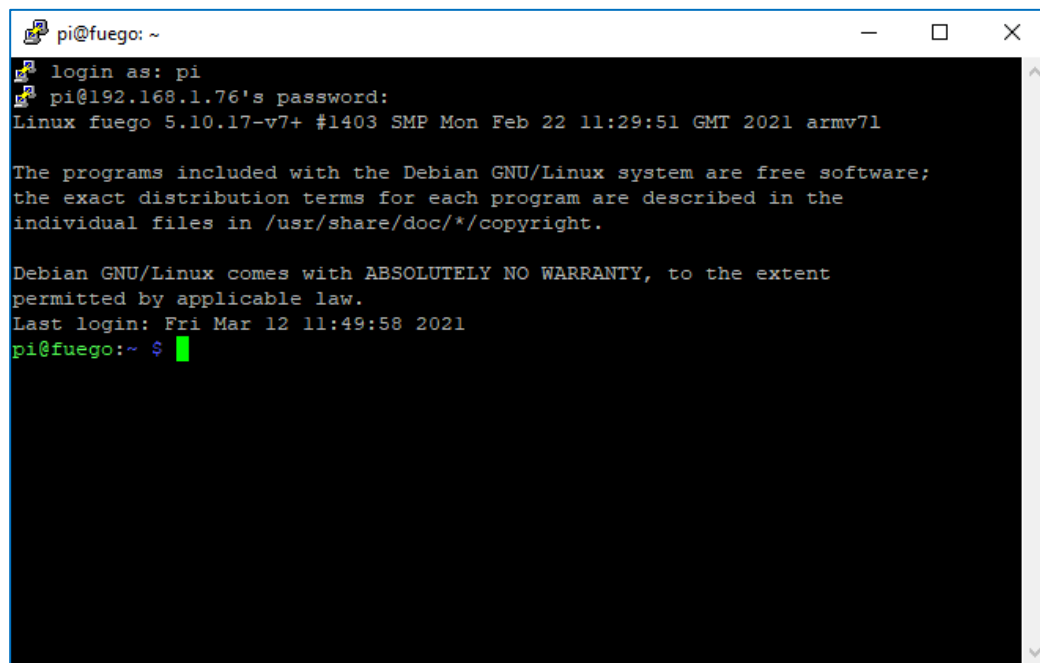 pi@fuego: ~
login as: pi
pi@192.168.1.76's password:
Linux fuego 5.10.17-v7+ #1403 SMP Mon Feb 22 11:29:51 GMT 2021 armv7l
The programs included with the Debian GNU/Linux system are free software;
the exact distribution terms for each program are described in the
individual files in /usr/share/doc/*/copyright.
Debian GNU/Linux comes with ABSOLUTELY NO WARRANTY, to the extent
permitted by applicable law.
Last login: Fri Mar 12 11:49:58 2021
pi@fuego:~ $